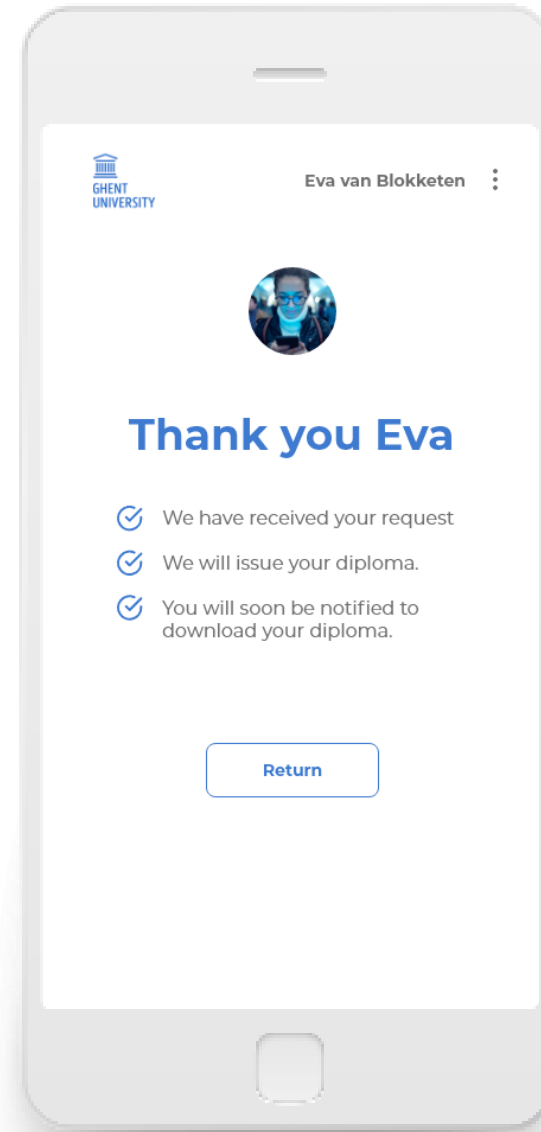 GHENT
UNIVERSITY
Eva van Blokketen
Thank you Eva
We have received your request
We will issue your diploma.
You will soon be notified to
download your diploma.
Return